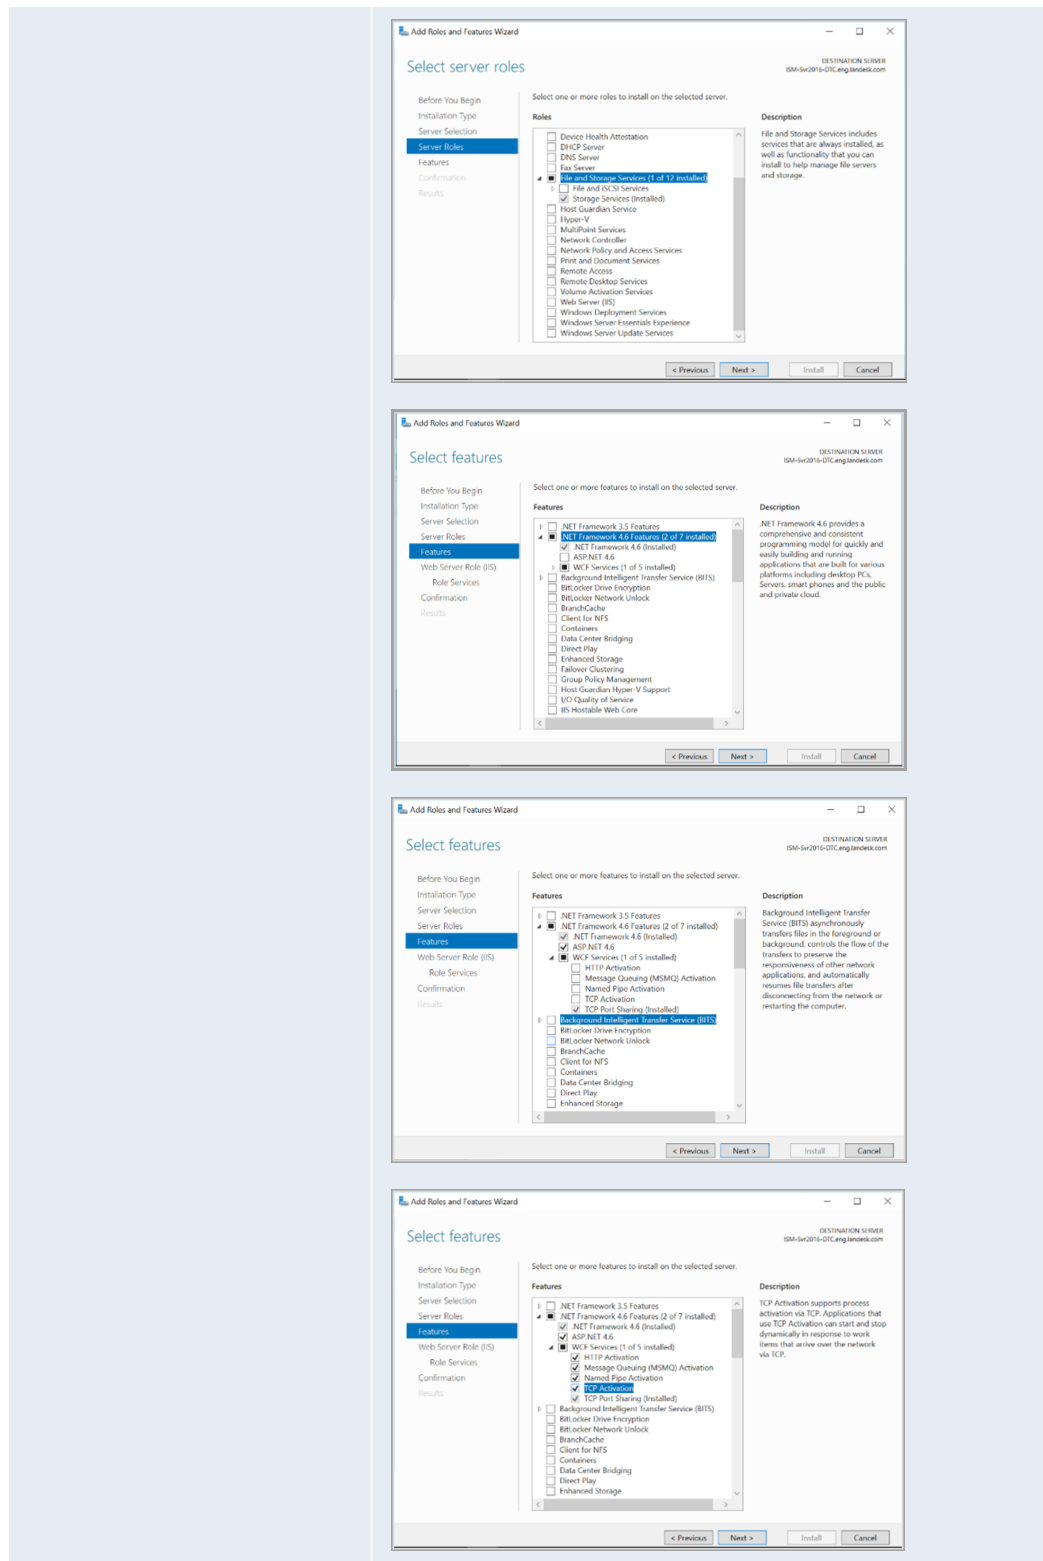 Add Roles and Features Wizard
Select server roles
DESTINATION SERVER
ISM-Svr2016-DTC.eng.landesk.com
Before You Begin
Installation Type
Server Selection
Server Roles
Features
Confirmation
Results
Select one or more roles to install on the selected server.
Roles
Device Health Attestation
DHCP Server
DNS Server
Fax Server
File and Storage Services (1 of 12 installed)
File and iSCSI Services
Storage Services (Installed)
Host Guardian Service
Hyper-V
MultiPoint Services
Network Controller
Network Policy and Access Services
Print and Document Services
Remote Access
Remote Desktop Services
Volume Activation Services
Web Server (IIS)
Windows Deployment Services
Windows Server Essentials Experience
Windows Server Update Services
Description
File and Storage Services includes
services that are always installed, as
well as functionality that you can
install to help manage file servers
and storage.
< Previous
Next >
Install
Cancel
Add Roles and Features Wizard
Select features
DESTINATION SERVER
ISM-Svr2016-DTC.eng.landesk.com
Before You Begin
Installation Type
Server Selection
Server Roles
Features
Web Server Role (IIS)
Role Services
Confirmation
Results
Select one or more features to install on the selected server.
Features
.NET Framework 3.5 Features
.NET Framework 4.6 Features (2 of 7 installed)
.NET Framework 4.6 (Installed)
ASP.NET 4.6
WCF Services (1 of 5 installed)
Background Intelligent Transfer Service (BITS)
BitLocker Drive Encryption
BitLocker Network Unlock
BranchCache
Client for NFS
Containers
Data Center Bridging
Direct Play
Enhanced Storage
Failover Clustering
Group Policy Management
Host Guardian Hyper-V Support
I/O Quality of Service
IIS Hostable Web Core
Description
.NET Framework 4.6 provides a
comprehensive and consistent
programming model for quickly and
easily building and running
applications that are built for various
platforms including desktop PCs,
Servers, smart phones and the public
and private cloud.
< Previous
Next >
Install
Cancel
Add Roles and Features Wizard
Select features
DESTINATION SERVER
ISM-Svr2016-DTC.eng.landesk.com
Before You Begin
Installation Type
Server Selection
Server Roles
Features
Web Server Role (IIS)
Role Services
Confirmation
Results
Select one or more features to install on the selected server.
Features
.NET Framework 3.5 Features
.NET Framework 4.6 Features (2 of 7 installed)
.NET Framework 4.6 (Installed)
ASP.NET 4.6
WCF Services (1 of 5 installed)
HTTP Activation
Message Queuing (MSMQ) Activation
Named Pipe Activation
TCP Activation
TCP Port Sharing (Installed)
Background Intelligent Transfer Service (BITS)
BitLocker Drive Encryption
BitLocker Network Unlock
BranchCache
Client for NFS
Containers
Data Center Bridging
Direct Play
Enhanced Storage
Description
Background Intelligent Transfer
Service (BITS) asynchronously
transfers files in the foreground or
background, controls the flow of the
transfers to preserve the
responsiveness of other network
applications, and automatically
resumes file transfers after
disconnecting from the network or
restarting the computer.
< Previous
Next >
Install
Cancel
Add Roles and Features Wizard
Select features
DESTINATION SERVER
ISM-Svr2016-DTC.eng.landesk.com
Before You Begin
Installation Type
Server Selection
Server Roles
Features
Web Server Role (IIS)
Role Services
Confirmation
Results
Select one or more features to install on the selected server.
Features
.NET Framework 3.5 Features
.NET Framework 4.6 Features (2 of 7 installed)
.NET Framework 4.6 (Installed)
ASP.NET 4.6
WCF Services (1 of 5 installed)
HTTP Activation
Message Queuing (MSMQ) Activation
Named Pipe Activation
TCP Activation
TCP Port Sharing (Installed)
Background Intelligent Transfer Service (BITS)
BitLocker Drive Encryption
BitLocker Network Unlock
BranchCache
Client for NFS
Containers
Data Center Bridging
Direct Play
Enhanced Storage
Description
TCP Activation supports process
activation via TCP. Applications that
use TCP Activation can start and stop
dynamically in response to work
items that arrive over the network
via TCP.
< Previous
Next >
Install
Cancel